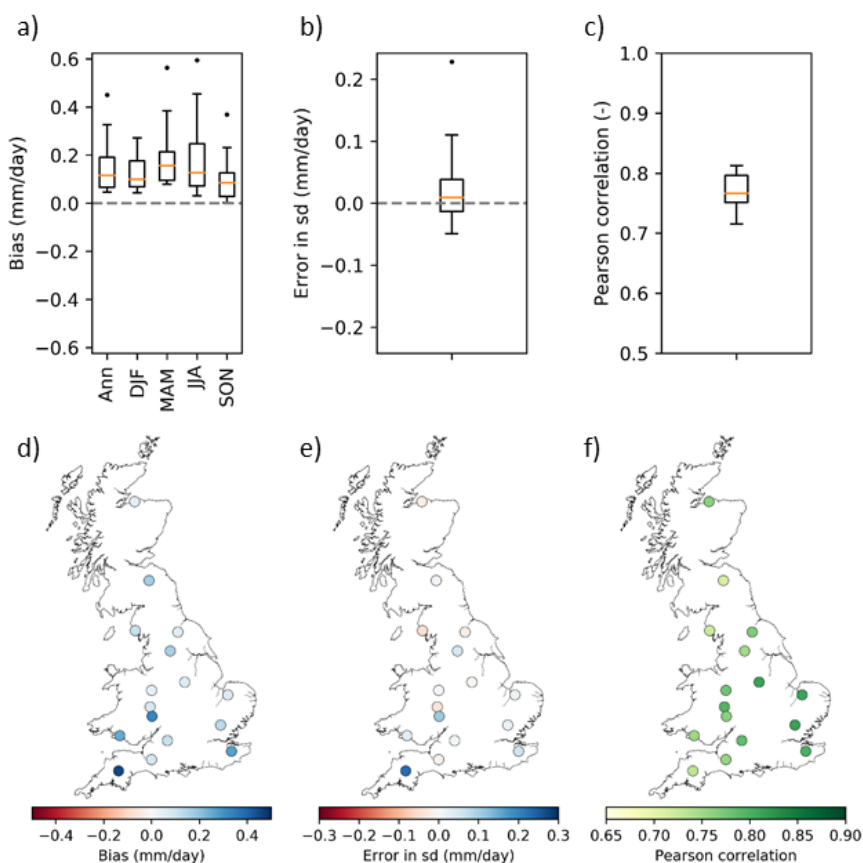 a)
b)
c)
Bias (mm/day)
0.6
0.4
0.2
0.0
−0.2
−0.4
−0.6
Ann
DJF
MAM
JJA
SON
Error in sd (mm/day)
0.2
0.1
0.0
−0.1
−0.2
Pearson correlation (-)
1.0
0.9
0.8
0.7
0.6
0.5
d)
e)
f)
−0.4 −0.2 0.0 0.2 0.4
Bias (mm/day)
−0.3 −0.2 −0.1 0.0 0.1 0.2 0.3
Error in sd (mm/day)
0.65 0.70 0.75 0.80 0.85 0.90
Pearson correlation